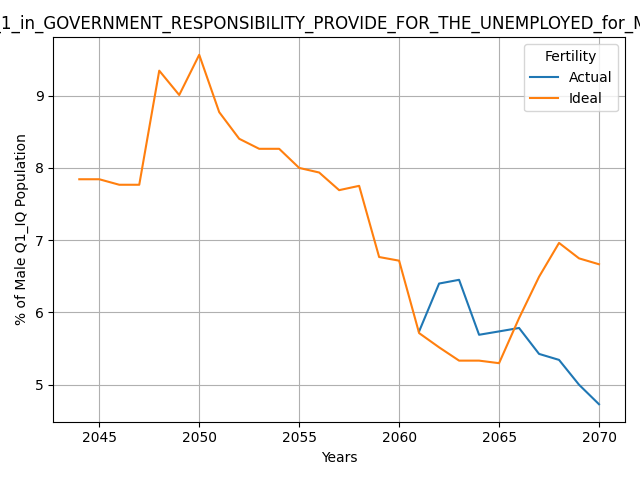 _1_in_GOVERNMENT_RESPONSIBILITY_PROVIDE_FOR_THE_UNEMPLOYED_for_M
Fertility
Actual
Ideal
% of Male Q1_IQ Population
9
8
7
6
5
2045 2050 2055 2060 2065 2070
Years